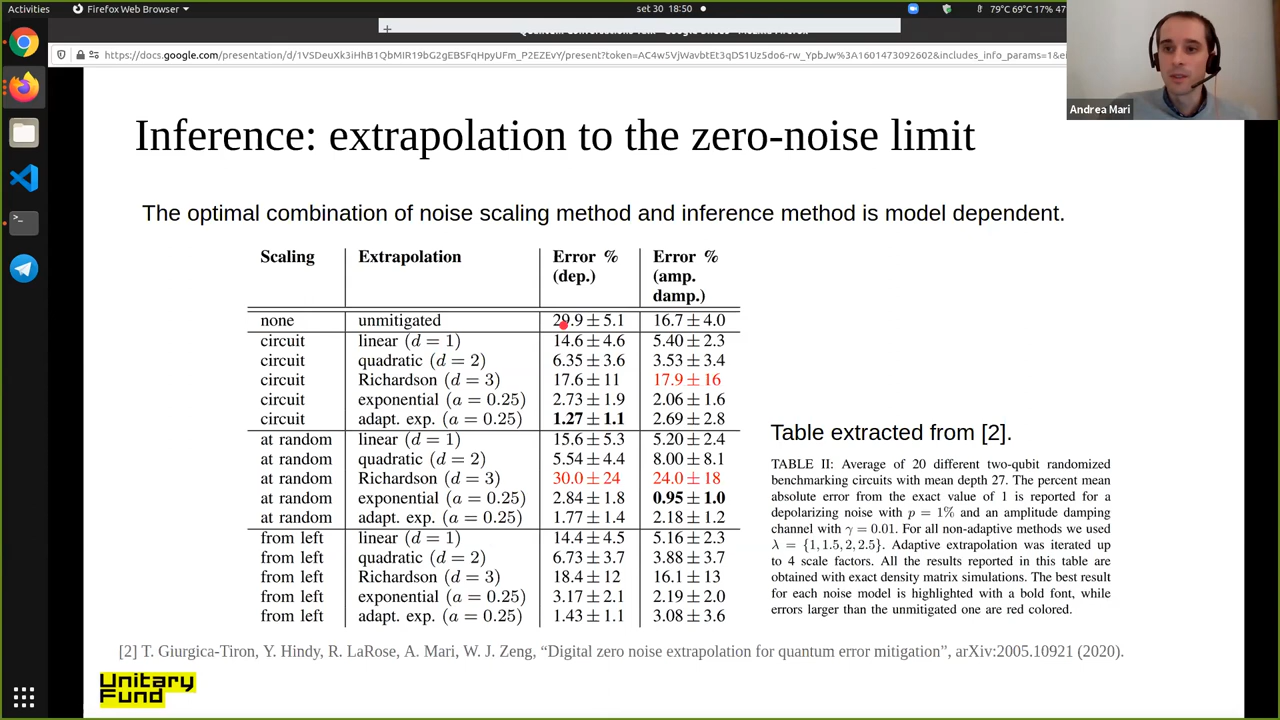 Activities Firefox Web Browser set 30 18:50 79°C 69°C 17% 47
https://docs.google.com/presentation/d/1VSDeuXk3iHhB1QbMIR19bG2gEBSFqHpyUFm_P2EZEvY/present?token=AC4w5VjWavbtEt3qDS1UzSdo6-rw_YpbJw%3A1601473092602&includes_info_params=1&e
Andrea Mari
Inference: extrapolation to the zero-noise limit
The optimal combination of noise scaling method and inference method is model dependent.
Scaling Extrapolation Error % (dep.) Error % (amp. damp.)
none unmitigated 29.9 ± 5.1 16.7 ± 4.0
circuit linear (d = 1) 14.6 ± 4.6 5.40 ± 2.3
circuit quadratic (d = 2) 6.35 ± 3.6 3.53 ± 3.4
circuit Richardson (d = 3) 17.6 ± 11 17.9 ± 16
circuit exponential (a = 0.25) 2.73 ± 1.9 2.06 ± 1.6
circuit adapt. exp. (a = 0.25) 1.27 ± 1.1 2.69 ± 2.8
at random linear (d = 1) 15.6 ± 5.3 5.20 ± 2.4
at random quadratic (d = 2) 5.54 ± 4.4 8.00 ± 8.1
at random Richardson (d = 3) 30.0 ± 24 24.0 ± 18
at random exponential (a = 0.25) 2.84 ± 1.8 0.95 ± 1.0
at random adapt. exp. (a = 0.25) 1.77 ± 1.4 2.18 ± 1.2
from left linear (d = 1) 14.4 ± 4.5 5.16 ± 2.3
from left quadratic (d = 2) 6.73 ± 3.7 3.88 ± 3.7
from left Richardson (d = 3) 18.4 ± 12 16.1 ± 13
from left exponential (a = 0.25) 3.17 ± 2.1 2.19 ± 2.0
from left adapt. exp. (a = 0.25) 1.43 ± 1.1 3.08 ± 3.6
Table extracted from [2].
TABLE II: Average of 20 different two-qubit randomized
benchmarking circuits with mean depth 27. The percent mean
absolute error from the exact value of 1 is reported for a
depolarizing noise with p = 1% and an amplitude damping
channel with γ = 0.01. For all non-adaptive methods we used
λ = {1, 1.5, 2, 2.5}. Adaptive extrapolation was iterated up
to 4 scale factors. All the results reported in this table are
obtained with exact density matrix simulations. The best result
for each noise model is highlighted with a bold font, while
errors larger than the unmitigated one are red colored.
[2] T. Giurgica-Tiron, Y. Hindy, R. LaRose, A. Mari, W. J. Zeng, “Digital zero noise extrapolation for quantum error mitigation”, arXiv:2005.10921 (2020).
Unitary
Fund